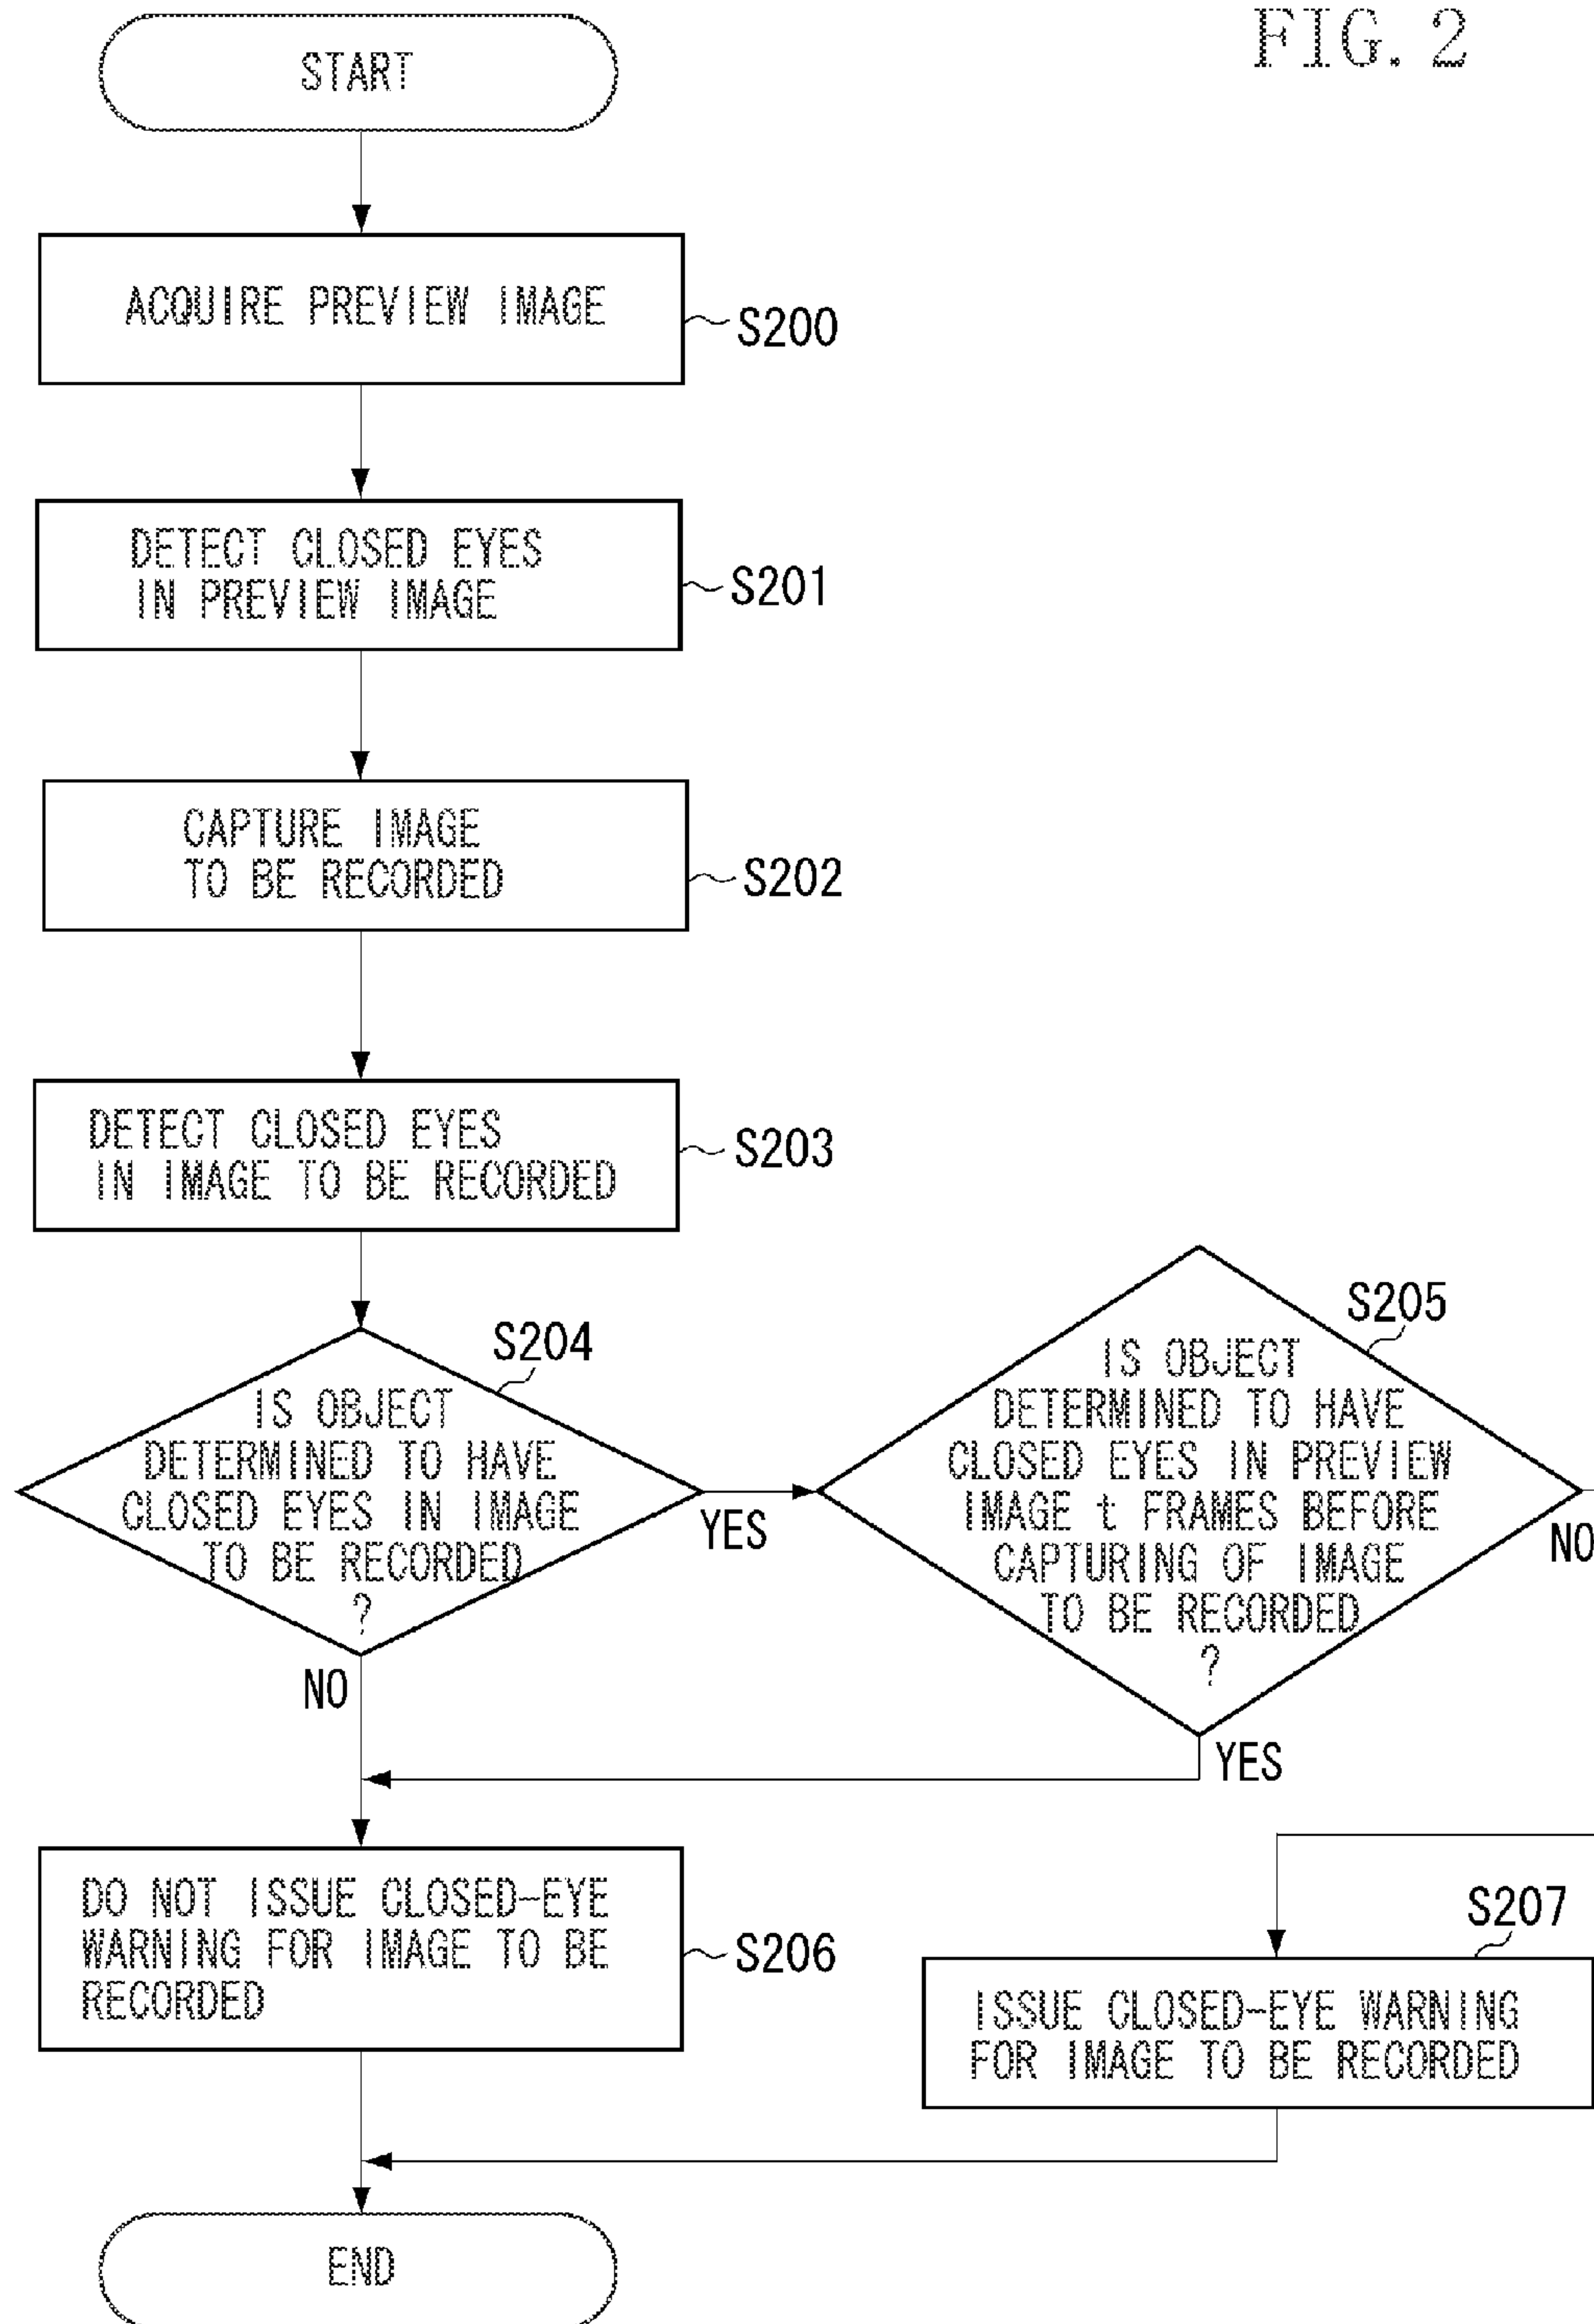 FIG. 2
START
ACQUIRE PREVIEW IMAGE
S200
DETECT CLOSED EYES
IN PREVIEW IMAGE
S201
CAPTURE IMAGE
TO BE RECORDED
S202
DETECT CLOSED EYES
IN IMAGE TO BE RECORDED
S203
S204
IS OBJECT
DETERMINED TO HAVE
CLOSED EYES IN IMAGE
TO BE RECORDED
?
YES
NO
S205
IS OBJECT
DETERMINED TO HAVE
CLOSED EYES IN PREVIEW
IMAGE t FRAMES BEFORE
CAPTURING OF IMAGE
TO BE RECORDED
?
NO
YES
DO NOT ISSUE CLOSED-EYE
WARNING FOR IMAGE TO BE
RECORDED
S206
S207
ISSUE CLOSED-EYE WARNING
FOR IMAGE TO BE RECORDED
END